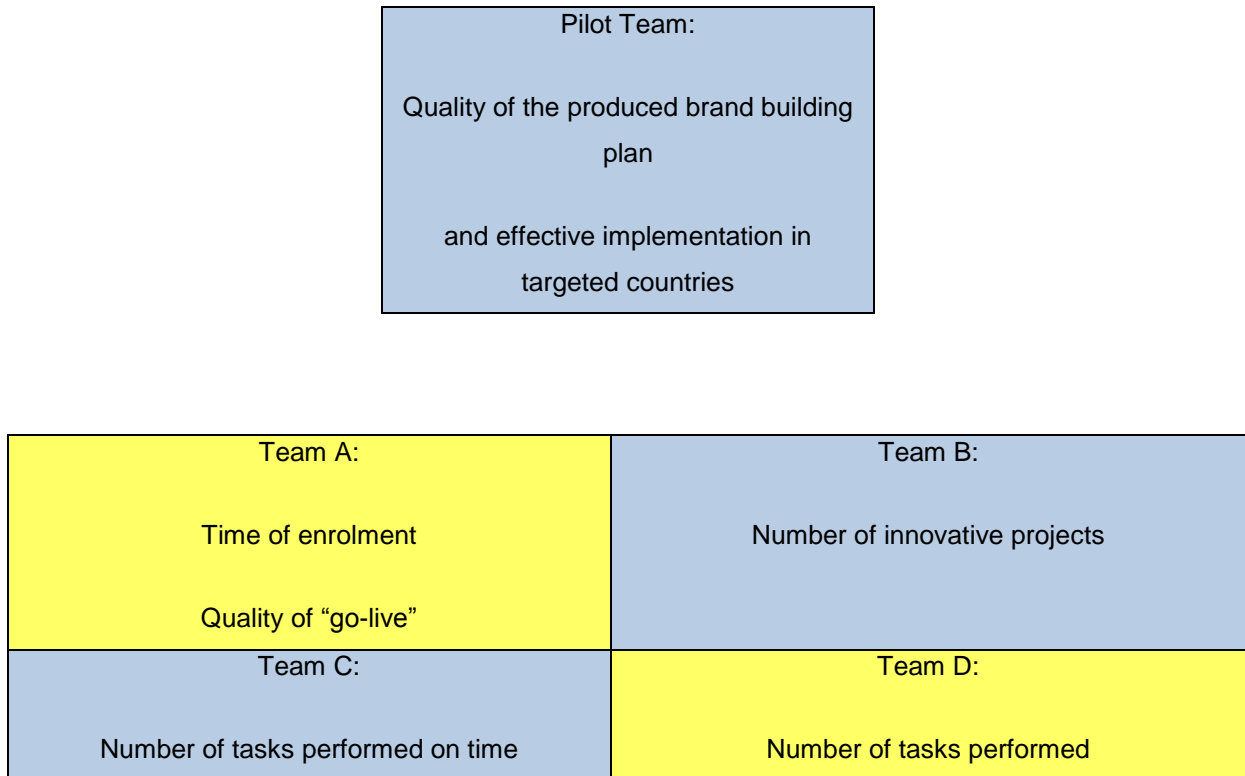 Pilot Team:
Quality of the produced brand building
plan
and effective implementation in
targeted countries
Team A:
Time of enrolment
Quality of “go-live”
Team B:
Number of innovative projects
Team C:
Number of tasks performed on time
Team D:
Number of tasks performed